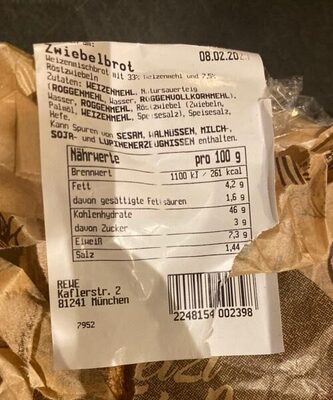 Zwiebelbrot
08.02.202
Weizenmischbrot mit 33% Weizenmehl und 7,5%
Röstzwiebeln
Zutaten: WEIZENMEHL, Natursauerteig
(ROGGENMEHL, Wasser, ROGGENVOLLKORNMEHL),
Wasser, ROGGENMEHL, Röstzwiebel (Zwiebeln,
Palmöl, WEIZENMEHL, Speisesalz), Speisesalz,
Hefe.
Kann Spuren von SESAM, WALNÜSSEN, MILCH-,
SOJA- und LUPINENERZEUGNISSEN enthalten.
Nährwerte pro 100 g
Brennwert 1100 kJ / 261 kcal
Fett 4,2 g
davon gesättigte Fettsäuren 1,6 g
Kohlenhydrate 46 g
davon Zucker 3 g
Eiweiß 7,3 g
Salz 1,44
REWE
Kaflerstr. 2
81241 München
7952
2248154 002398